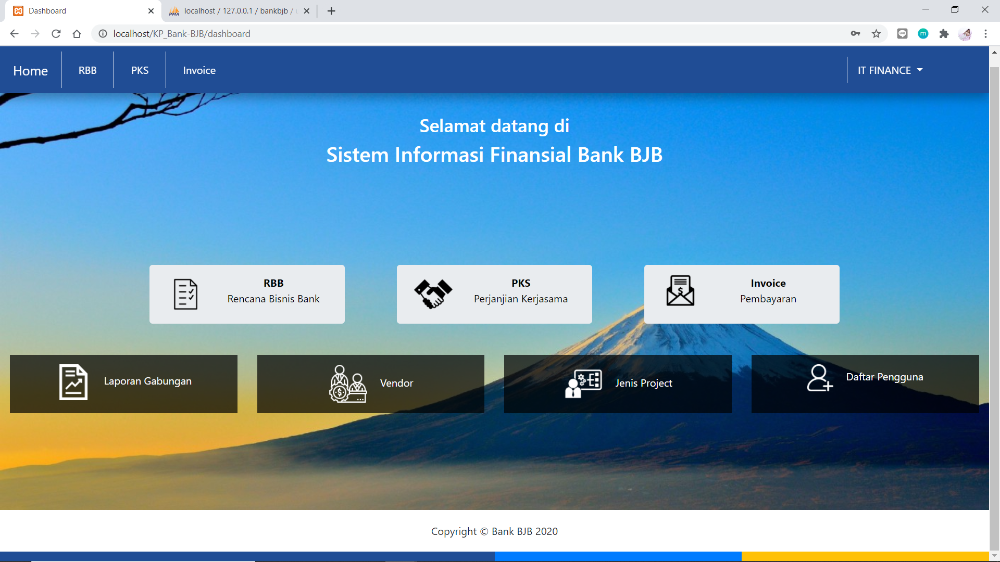 Dashboard
localhost / 127.0.0.1 / bankbjb /
localhost/KP_Bank-BJB/dashboard
Home
RBB
PKS
Invoice
IT FINANCE
Selamat datang di
Sistem Informasi Finansial Bank BJB
RBB
Rencana Bisnis Bank
PKS
Perjanjian Kerjasama
Invoice
Pembayaran
Laporan Gabungan
Vendor
Jenis Project
Daftar Pengguna
Copyright © Bank BJB 2020